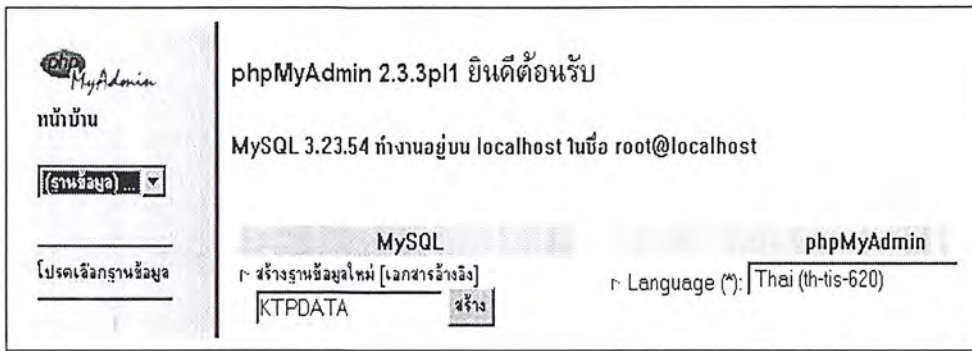 php
MyAdmin
หน้าบ้าน
(ฐานข้อมูล) ...
โปรดเลือกฐานข้อมูล
phpMyAdmin 2.3.3pl1 ยินดีต้อนรับ
MySQL 3.23.54 ทำงานอยู่บน localhost ในชื่อ root@localhost
MySQL
สร้างฐานข้อมูลใหม่ [เอกสารอ้างอิง]
KTPDATA สร้าง
phpMyAdmin
Language (*): Thai (th-tis-620)